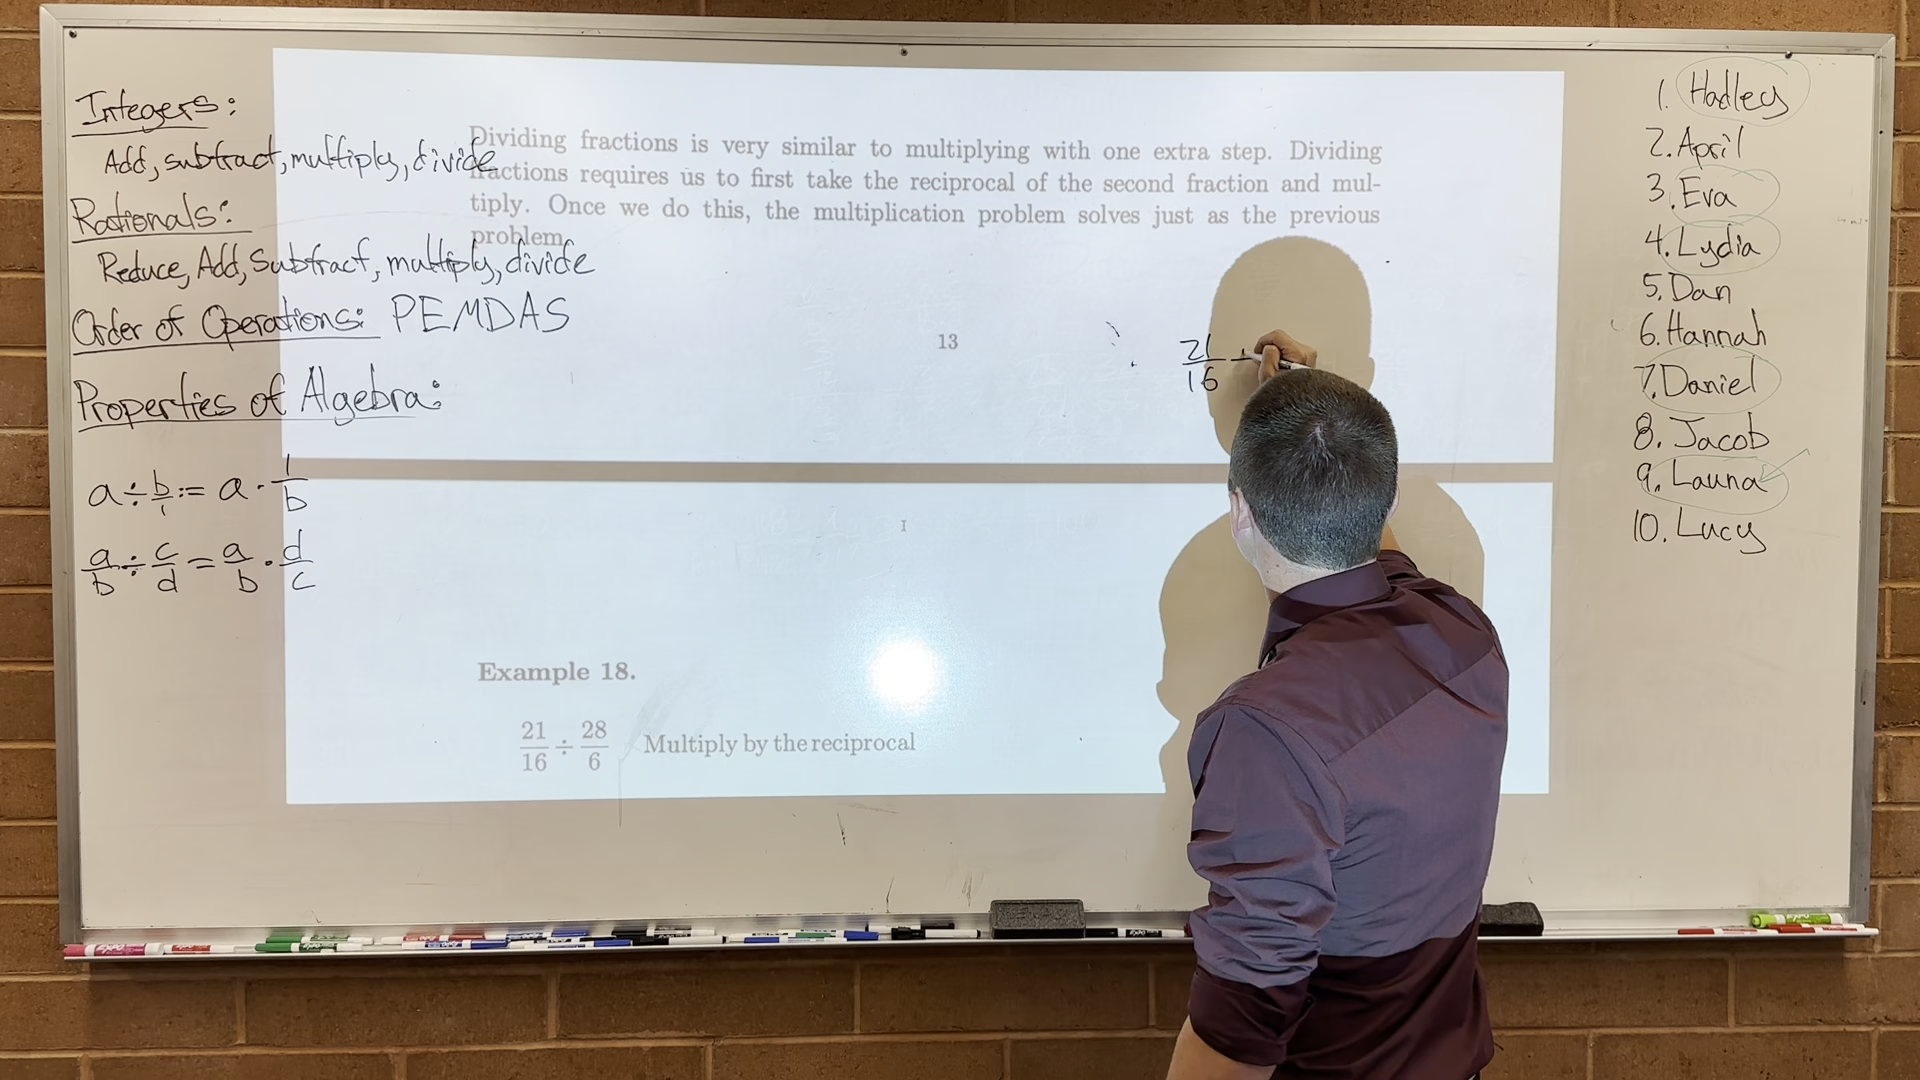 Integers:
Add, subtract, multiply, divide
Rationals:
Reduce, Add, Subtract, multiply, divide
Order of Operations: PEMDAS
Properties of Algebra:
a ÷ b/1 = a · 1/b
a/b ÷ c/d = a/b · d/c
Dividing fractions is very similar to multiplying with one extra step. Dividing
fractions requires us to first take the reciprocal of the second fraction and mul-
tiply. Once we do this, the multiplication problem solves just as the previous
problem.
13
21/16
Example 18.
21/16 ÷ 28/6 Multiply by the reciprocal
1. Hadley
2. April
3. Eva
4. Lydia
5. Dan
6. Hannah
7. Daniel
8. Jacob
9. Launa
10. Lucy